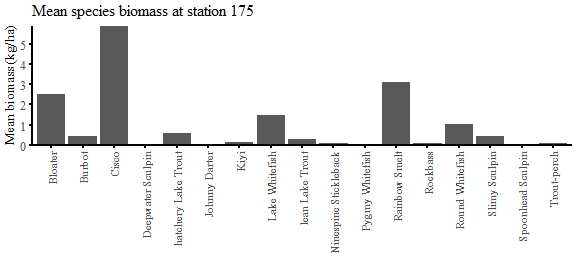 Mean species biomass at station 175
Mean biomass (kg/ha)
5
4
3
2
1
0
Bloater
Burbot
Cisco
Deepwater Sculpin
hatchery Lake Trout
Johnny Darter
Kiyi
Lake Whitefish
lean Lake Trout
Ninespine Stickleback
Pygmy Whitefish
Rainbow Smelt
Rockbass
Round Whitefish
Slimy Sculpin
Spoonhead Sculpin
Trout-perch